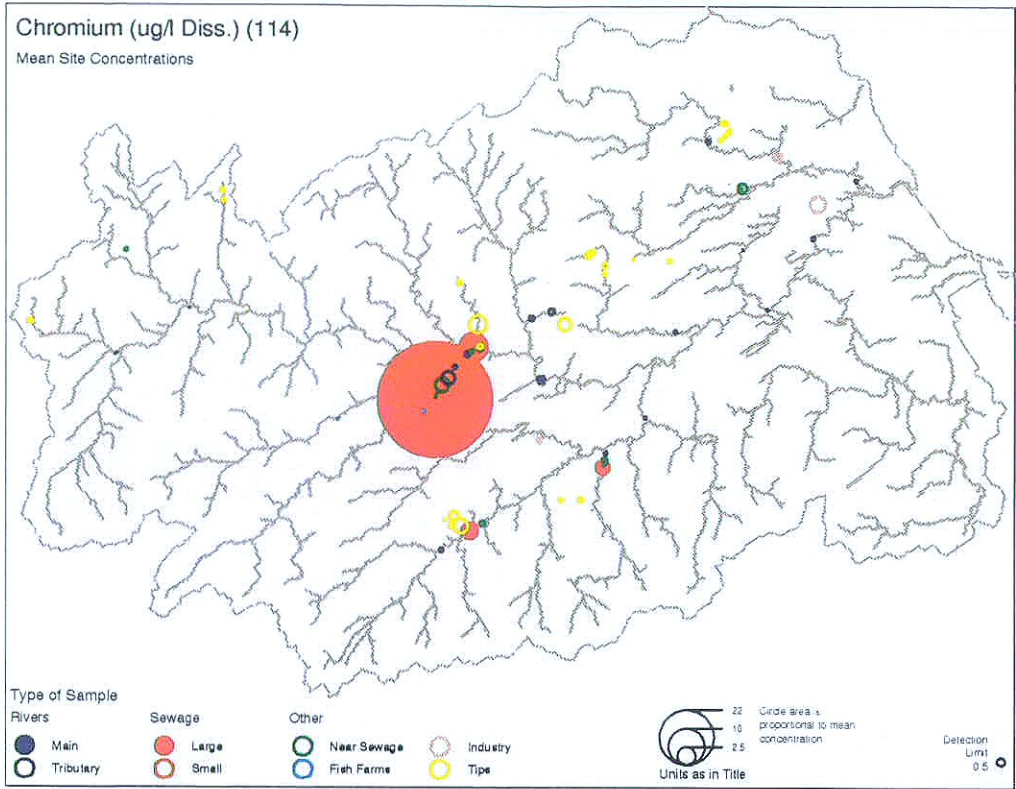 Chromium (ug/l Diss.) (114)
Mean Site Concentrations
Type of Sample
Rivers
Sewage
Other
Main
Large
Near Sewage
Industry
Tributary
Small
Fish Farms
Tips
22
10
2.5
Units as in Title
Circle area is
proportional to mean
concentration
Detection
Limit
0.5